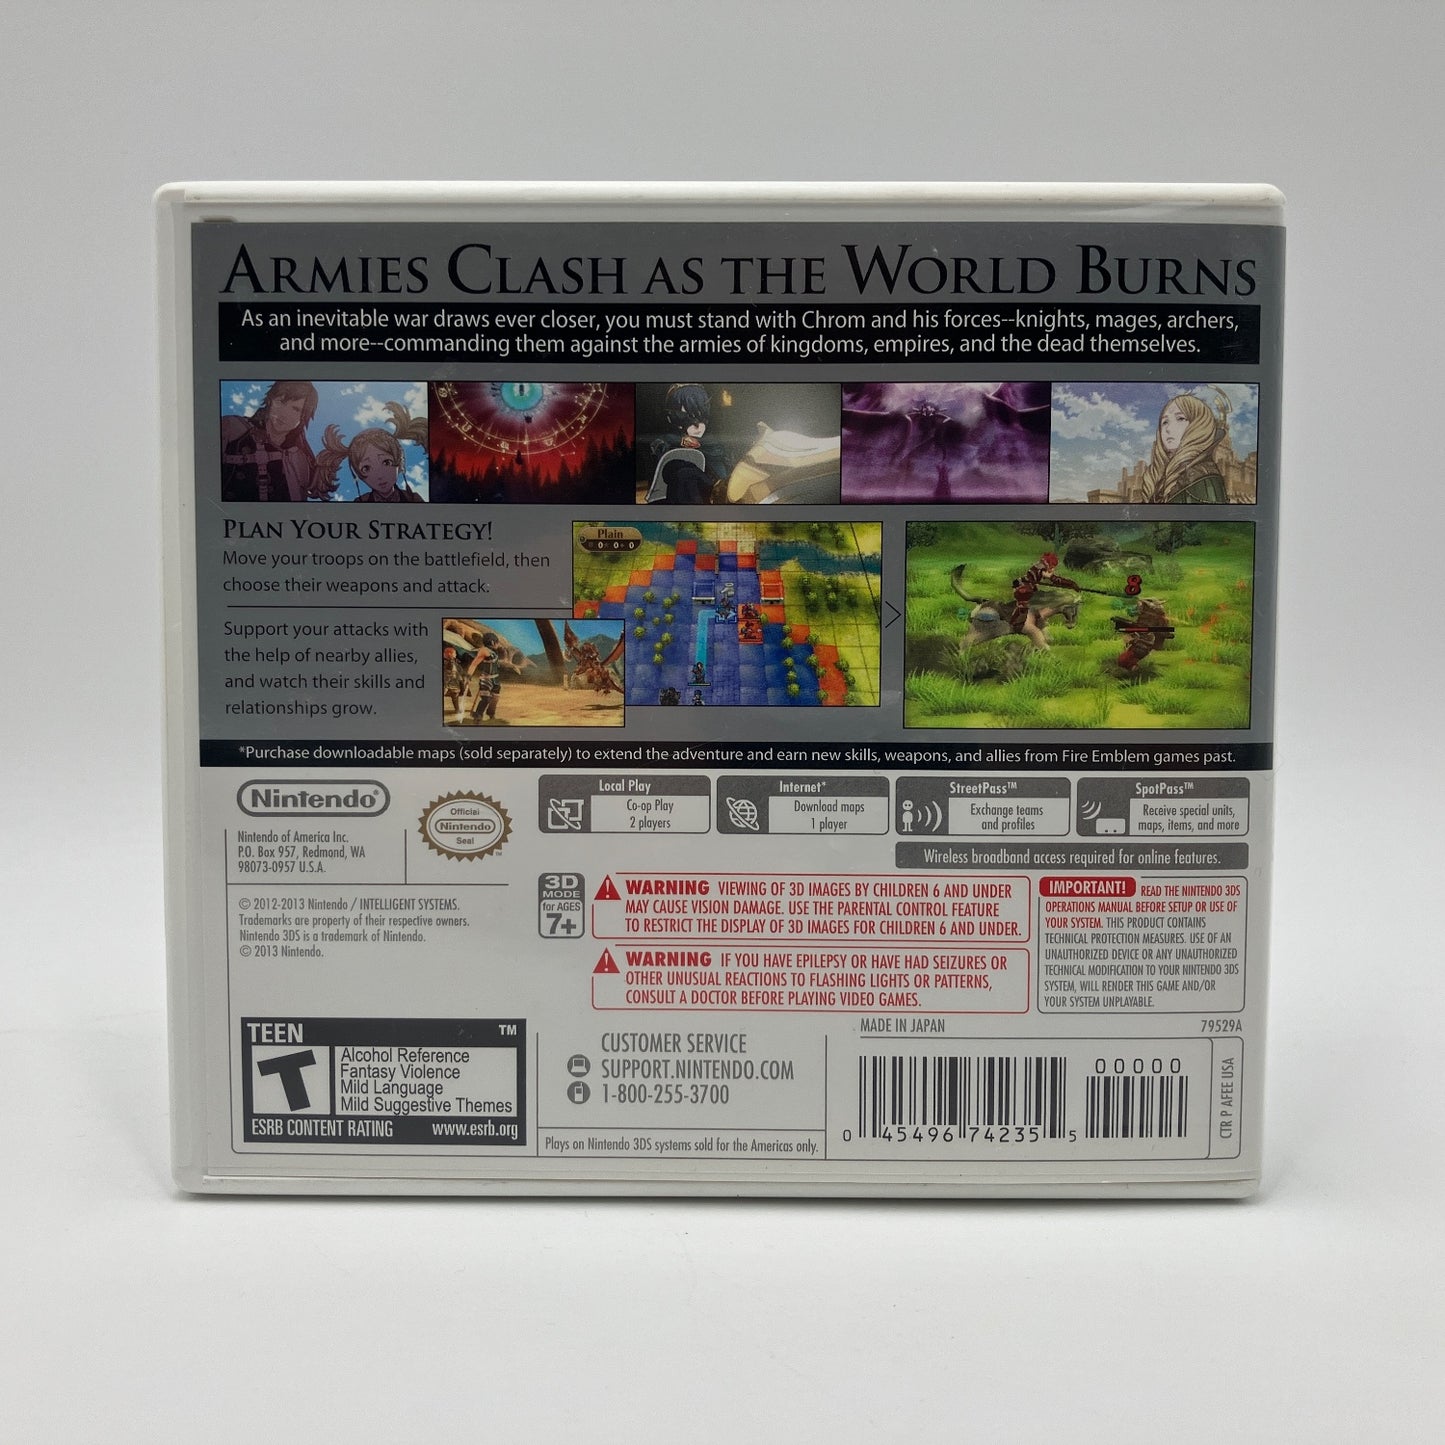 ARMIES CLASH AS THE WORLD BURNS
As an inevitable war draws ever closer, you must stand with Chrom and his forces--knights, mages, archers,
and more--commanding them against the armies of kingdoms, empires, and the dead themselves.
PLAN YOUR STRATEGY!
Move your troops on the battlefield, then
choose their weapons and attack.
Support your attacks with
the help of nearby allies,
and watch their skills and
relationships grow.
Plain
0 0 0
8
*Purchase downloadable maps (sold separately) to extend the adventure and earn new skills, weapons, and allies from Fire Emblem games past.
Nintendo
Nintendo of America Inc.
P.O. Box 957, Redmond, WA
98073-0957 U.S.A.
Official
Nintendo
Seal
TM
Local Play
Co-op Play
2 players
Internet*
Download maps
1 player
StreetPass™
Exchange teams
and profiles
SpotPass™
Receive special units,
maps, items, and more
Wireless broadband access required for online features.
© 2012-2013 Nintendo / INTELLIGENT SYSTEMS.
Trademarks are property of their respective owners.
Nintendo 3DS is a trademark of Nintendo.
© 2013 Nintendo.
3D
MODE
for AGES
7+
WARNING VIEWING OF 3D IMAGES BY CHILDREN 6 AND UNDER
MAY CAUSE VISION DAMAGE. USE THE PARENTAL CONTROL FEATURE
TO RESTRICT THE DISPLAY OF 3D IMAGES FOR CHILDREN 6 AND UNDER.
WARNING IF YOU HAVE EPILEPSY OR HAVE HAD SEIZURES OR
OTHER UNUSUAL REACTIONS TO FLASHING LIGHTS OR PATTERNS,
CONSULT A DOCTOR BEFORE PLAYING VIDEO GAMES.
IMPORTANT! READ THE NINTENDO 3DS
OPERATIONS MANUAL BEFORE SETUP OR USE OF
YOUR SYSTEM. THIS PRODUCT CONTAINS
TECHNICAL PROTECTION MEASURES. USE OF AN
UNAUTHORIZED DEVICE OR ANY UNAUTHORIZED
TECHNICAL MODIFICATION TO YOUR NINTENDO 3DS
SYSTEM, WILL RENDER THIS GAME AND/OR
YOUR SYSTEM UNPLAYABLE.
TEEN TM
T
Alcohol Reference
Fantasy Violence
Mild Language
Mild Suggestive Themes
ESRB CONTENT RATING www.esrb.org
CUSTOMER SERVICE
SUPPORT.NINTENDO.COM
1-800-255-3700
Plays on Nintendo 3DS systems sold for the Americas only.
MADE IN JAPAN 79529A
00000
0 45496 74235 5
CTR P AFEE USA